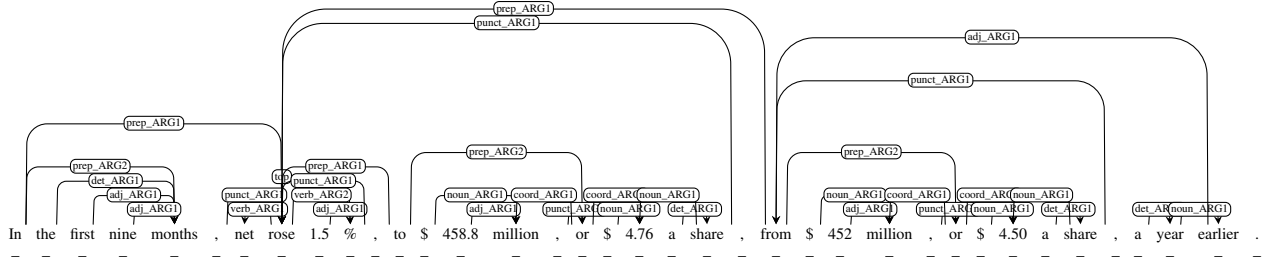 prep_ARG1
punct_ARG1
adj_ARG1
punct_ARG1
prep_ARG1
prep_ARG2 prep_ARG2
prep_ARG2 prep_ARG1
det_ARG1 top punct_ARG1
adj_ARG1 punct_ARG1 verb_ARG2 noun_ARG1 coord_ARG1 noun_ARG1 noun_ARG1 coord_ARG1 noun_ARG1
adj_ARG1 verb_ARG1 adj_ARG1 adj_ARG1 noun_ARG1 det_ARG1 adj_ARG1 noun_ARG1 det_ARG1 noun_ARG1
In the first nine months , net rose 1.5 % , to $ 458.8 million , or $ 4.76 a share , from $ 452 million , or $ 4.50 a share , a year earlier .
_ _ _ _ _ _ _ _ _ _ _ _ _ _ _ _ _ _ _ _ _ _ _ _ _ _ _ _ _ _ _ _ _ _ _ _ _